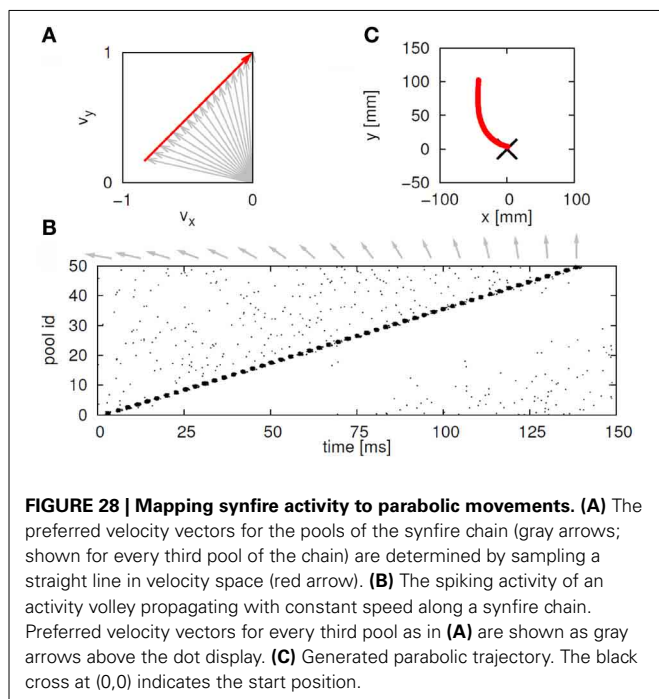 A
1
v_y
0
−1
0
v_x
C
150
100
50
0
−50
y [mm]
−100
0
100
x [mm]
B
50
40
30
20
10
0
pool id
0 25 50 75 100 125 150
time [ms]
FIGURE 28 | Mapping synfire activity to parabolic movements. (A) The
preferred velocity vectors for the pools of the synfire chain (gray arrows;
shown for every third pool of the chain) are determined by sampling a
straight line in velocity space (red arrow). (B) The spiking activity of an
activity volley propagating with constant speed along a synfire chain.
Preferred velocity vectors for every third pool as in (A) are shown as gray
arrows above the dot display. (C) Generated parabolic trajectory. The black
cross at (0,0) indicates the start position.